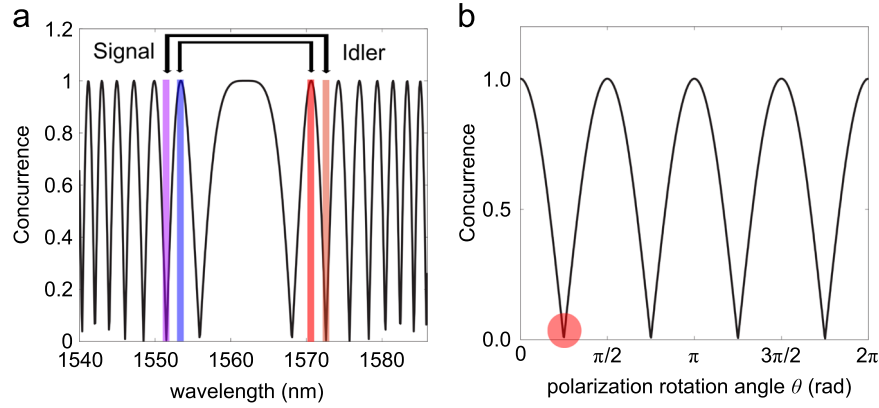 a
1.2
1
0.8
0.6
0.4
0.2
0
Concurrence
Signal
Idler
1540
1550
1560
1570
1580
wavelength (nm)
b
1.0
0.5
0.0
Concurrence
0
π/2
π
3π/2
2π
polarization rotation angle θ (rad)